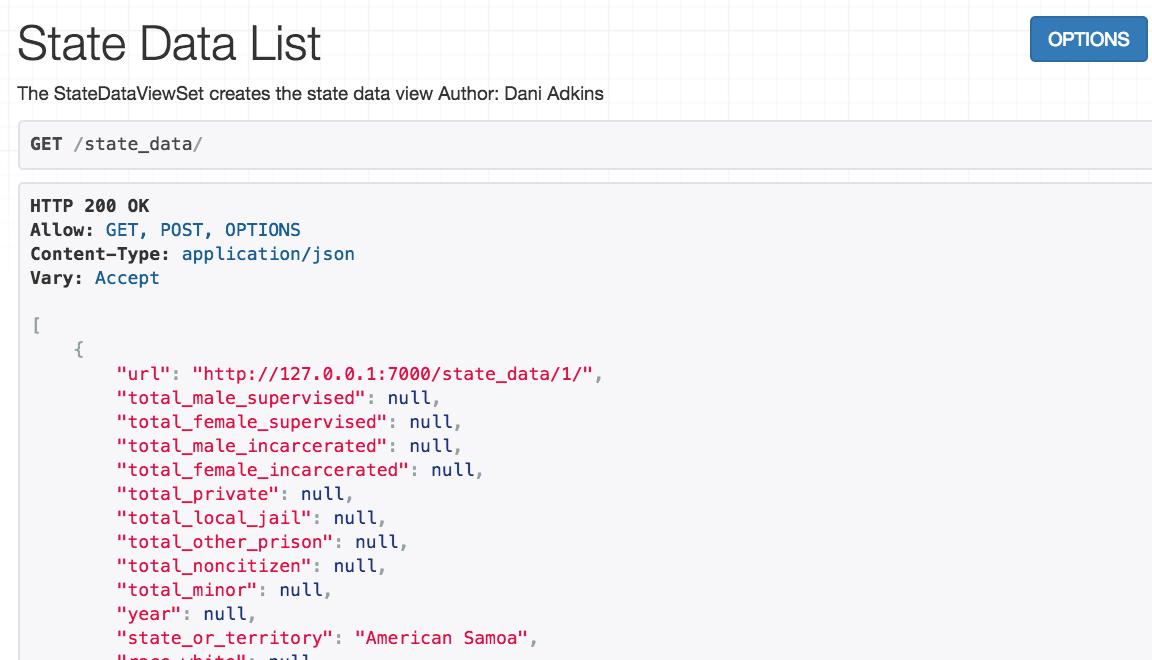 State Data List
OPTIONS
The StateDataViewSet creates the state data view Author: Dani Adkins
GET /state_data/
HTTP 200 OK
Allow: GET, POST, OPTIONS
Content-Type: application/json
Vary: Accept
[
{
"url": "http://127.0.0.1:7000/state_data/1/",
"total_male_supervised": null,
"total_female_supervised": null,
"total_male_incarcerated": null,
"total_female_incarcerated": null,
"total_private": null,
"total_local_jail": null,
"total_other_prison": null,
"total_noncitizen": null,
"total_minor": null,
"year": null,
"state_or_territory": "American Samoa",
"race_white": null